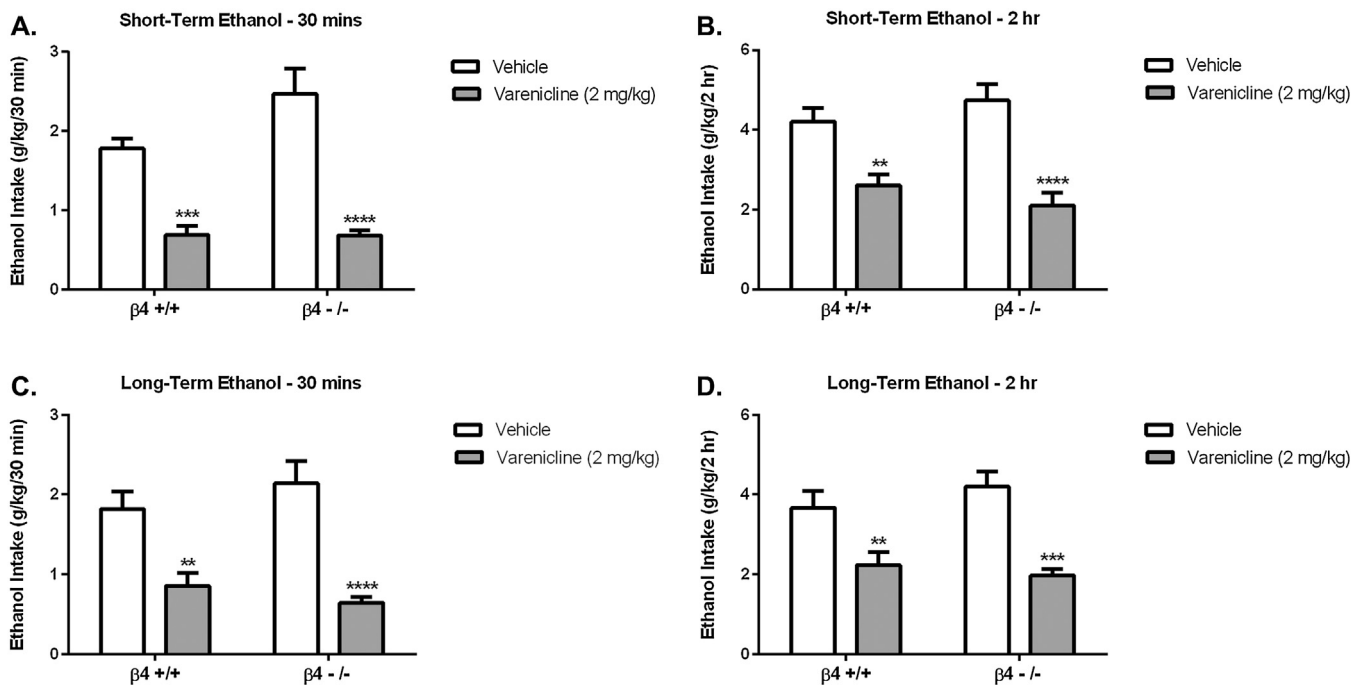 A.
Short-Term Ethanol - 30 mins
Ethanol Intake (g/kg/30 min)
3
2
1
0
***
****
β4 +/+
β4 - /-
Vehicle
Varenicline (2 mg/kg)
B.
Short-Term Ethanol - 2 hr
Ethanol Intake (g/kg/2 hr)
6
4
2
0
**
****
β4 +/+
β4 - /-
Vehicle
Varenicline (2 mg/kg)
C.
Long-Term Ethanol - 30 mins
Ethanol Intake (g/kg/30 min)
3
2
1
0
**
****
β4 +/+
β4 - /-
Vehicle
Varenicline (2 mg/kg)
D.
Long-Term Ethanol - 2 hr
Ethanol Intake (g/kg/2 hr)
6
4
2
0
**
***
β4 +/+
β4 - /-
Vehicle
Varenicline (2 mg/kg)